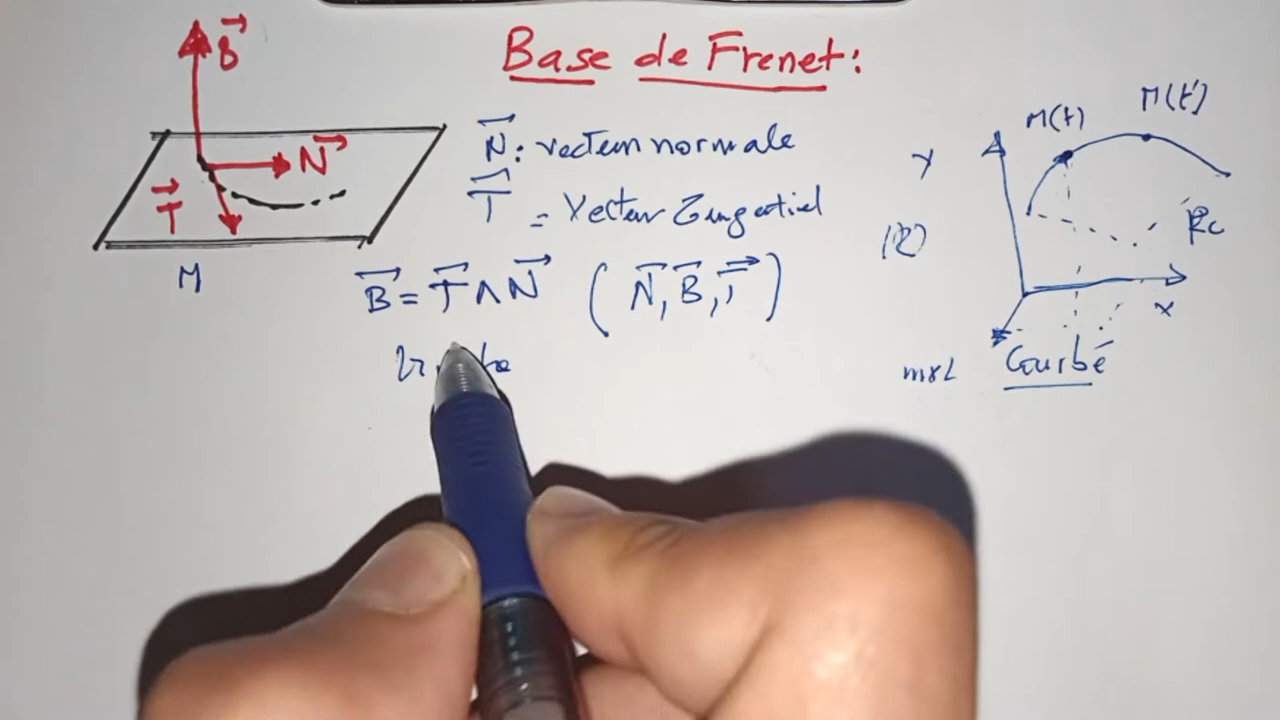 Base de Frenet:
B
N
T
M
N: vecteur normale
T = Vecteur Tangentiel
B = T ∧ N (N, B, T)
M(t) M(t')
y
(R)
Rc
x
Courbé